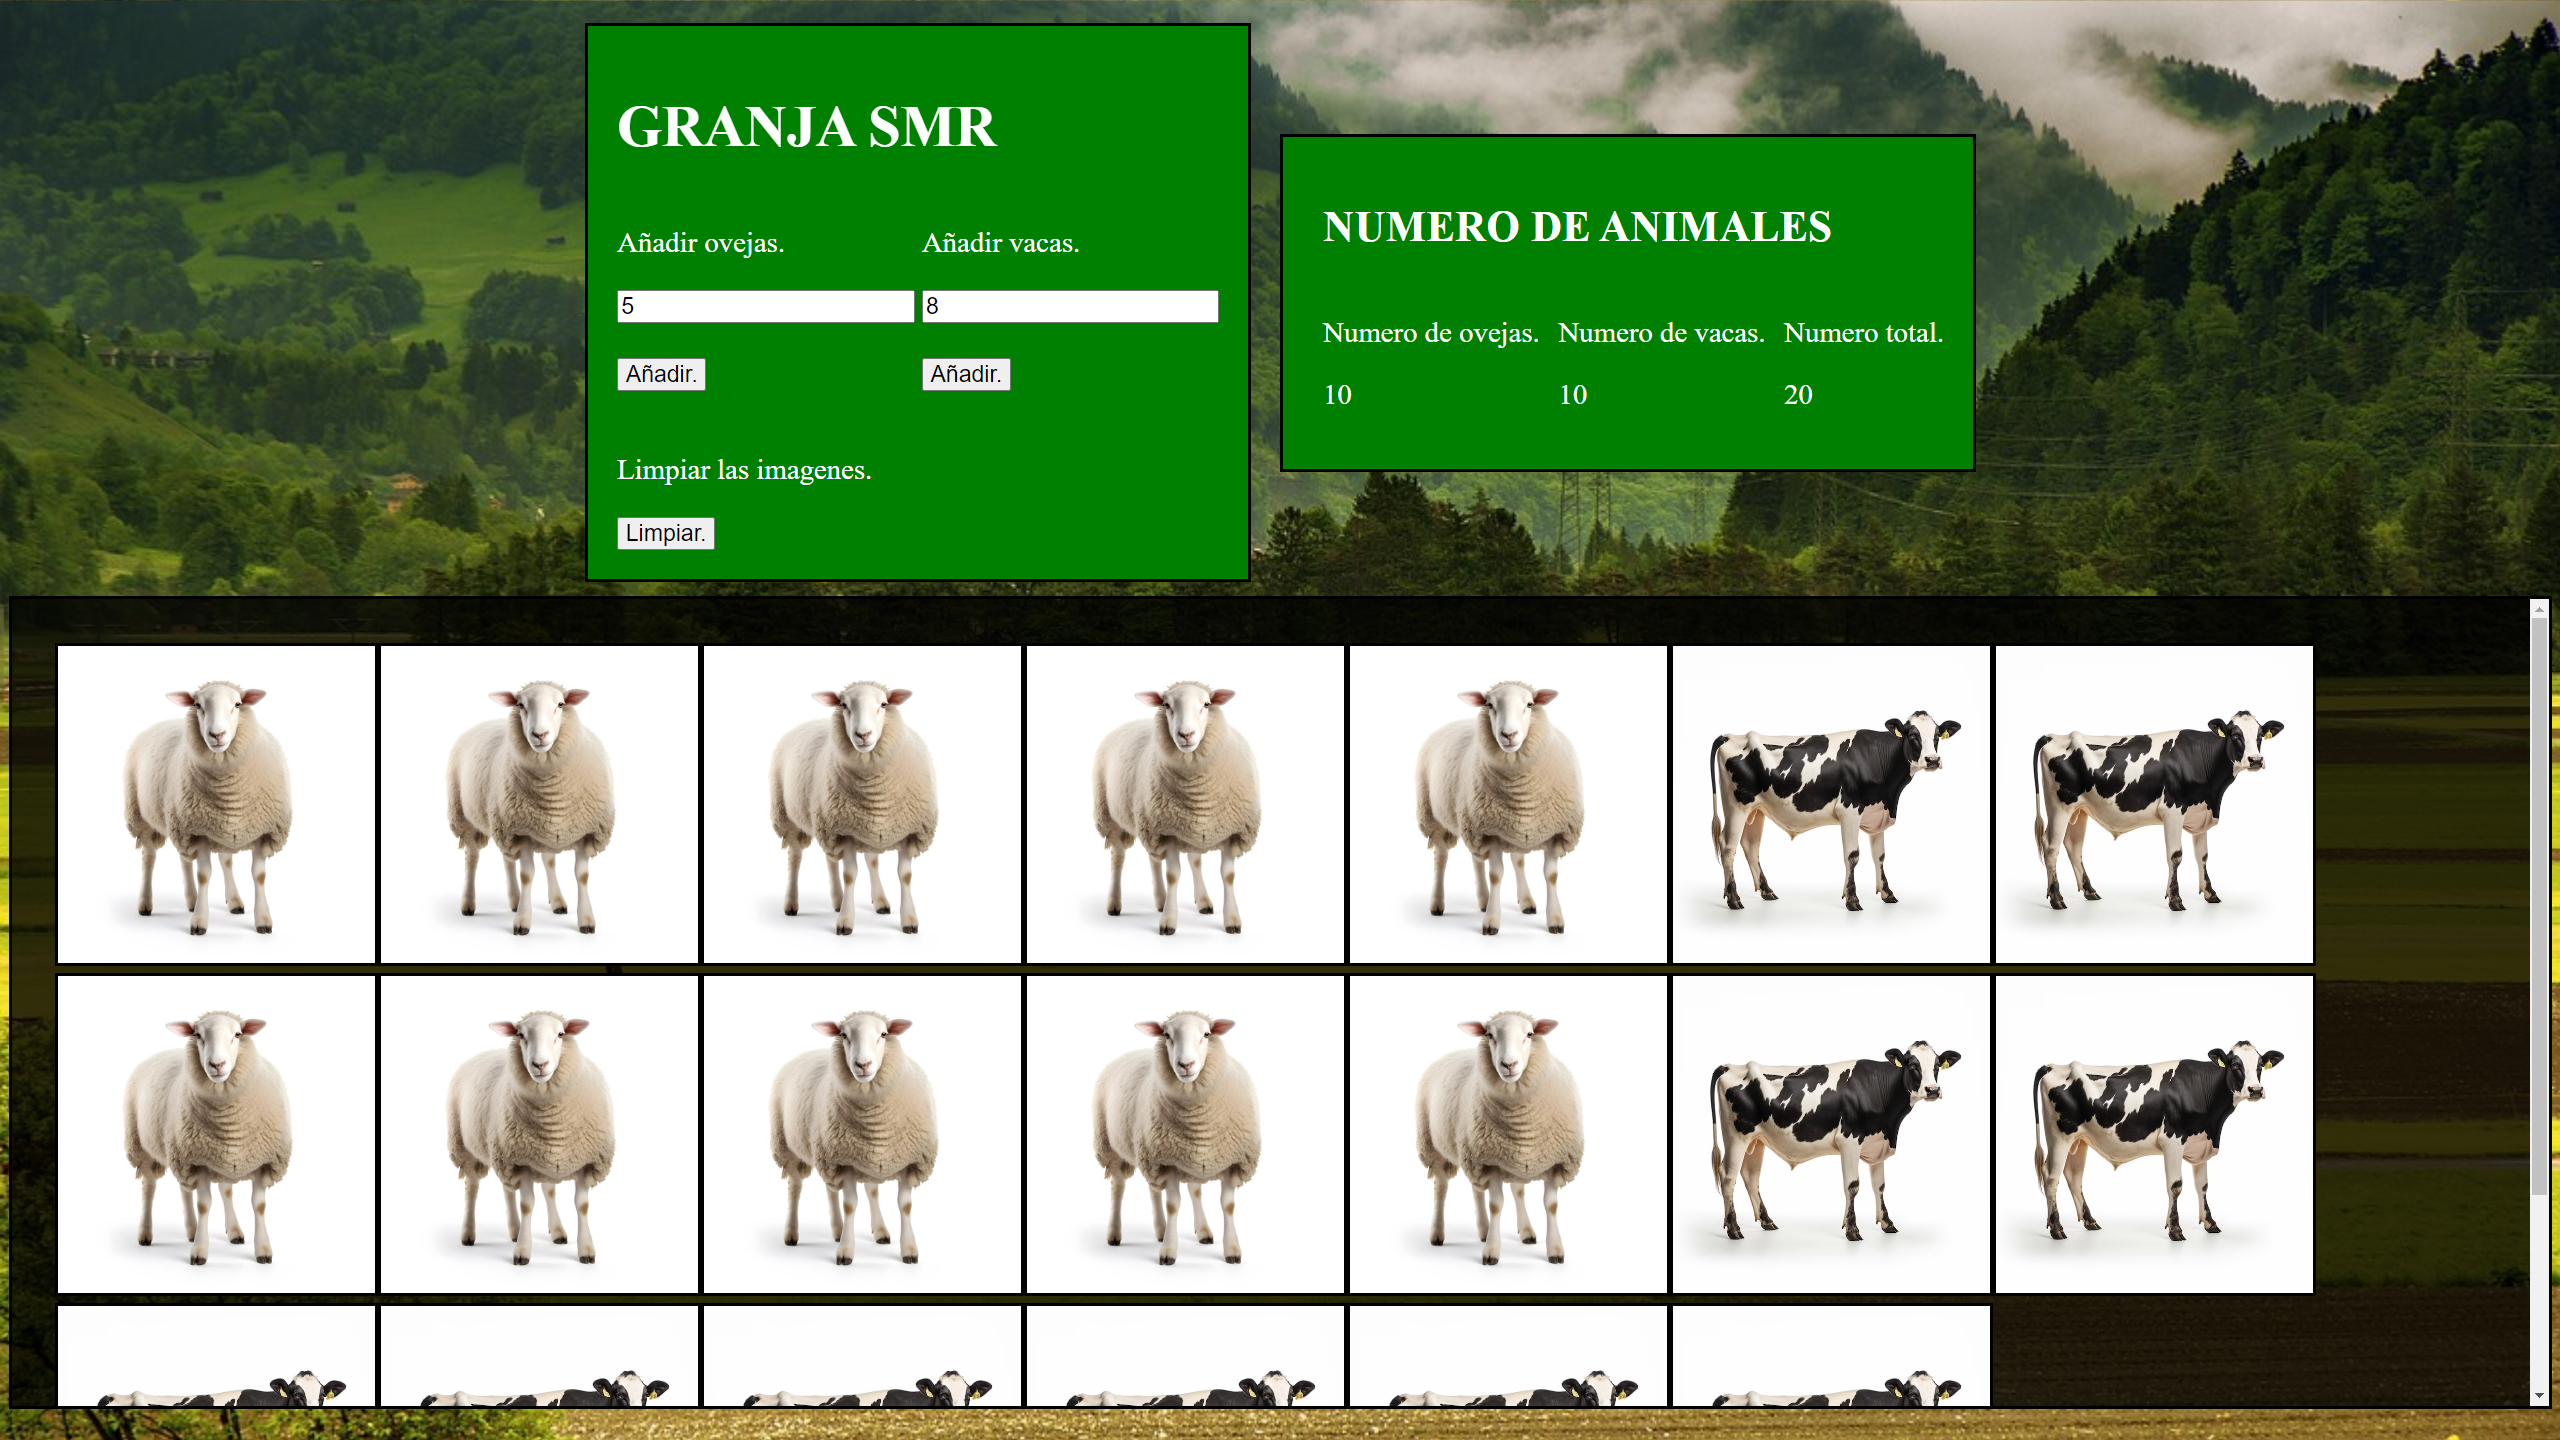 GRANJA SMR
Añadir ovejas. Añadir vacas.
5 8
Añadir. Añadir.
Limpiar las imagenes.
Limpiar.
NUMERO DE ANIMALES
Numero de ovejas. Numero de vacas. Numero total.
10 10 20